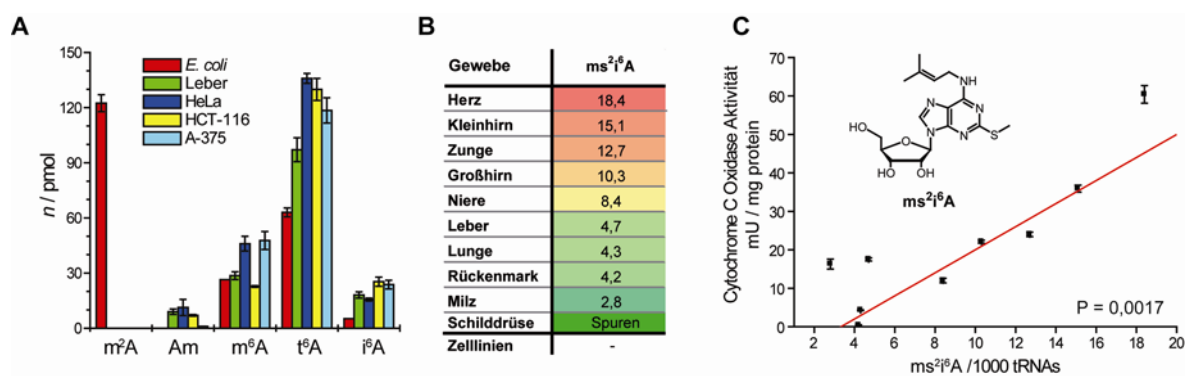 A
n / pmol
150
120
90
60
30
0
E. coli
Leber
HeLa
HCT-116
A-375
m²A Am m⁶A t⁶A i⁶A
B
Gewebe ms²i⁶A
Herz 18,4
Kleinhirn 15,1
Zunge 12,7
Großhirn 10,3
Niere 8,4
Leber 4,7
Lunge 4,3
Rückenmark 4,2
Milz 2,8
Schilddrüse Spuren
Zelllinien -
C
Cytochrome C Oxidase Aktivität
mU / mg protein
70
60
50
40
30
20
10
0
NH
N N
N N S
HO O
HO OH
ms²i⁶A
P = 0,0017
2 4 6 8 10 12 14 16 18 20
ms²i⁶A /1000 tRNAs